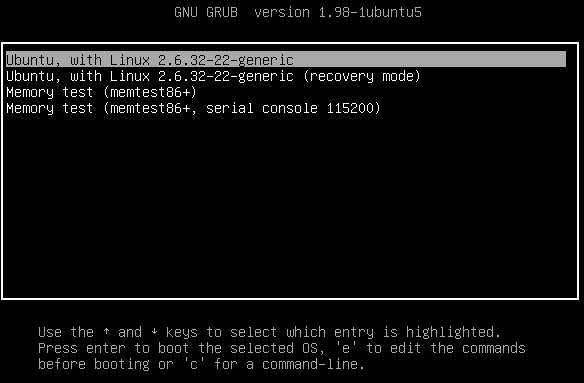 GNU GRUB  version 1.98-1ubuntu5
Ubuntu, with Linux 2.6.32-22-generic
Ubuntu, with Linux 2.6.32-22-generic (recovery mode)
Memory test (memtest86+)
Memory test (memtest86+, serial console 115200)
Use the ↑ and ↓ keys to select which entry is highlighted.
Press enter to boot the selected OS, 'e' to edit the commands
before booting or 'c' for a command-line.